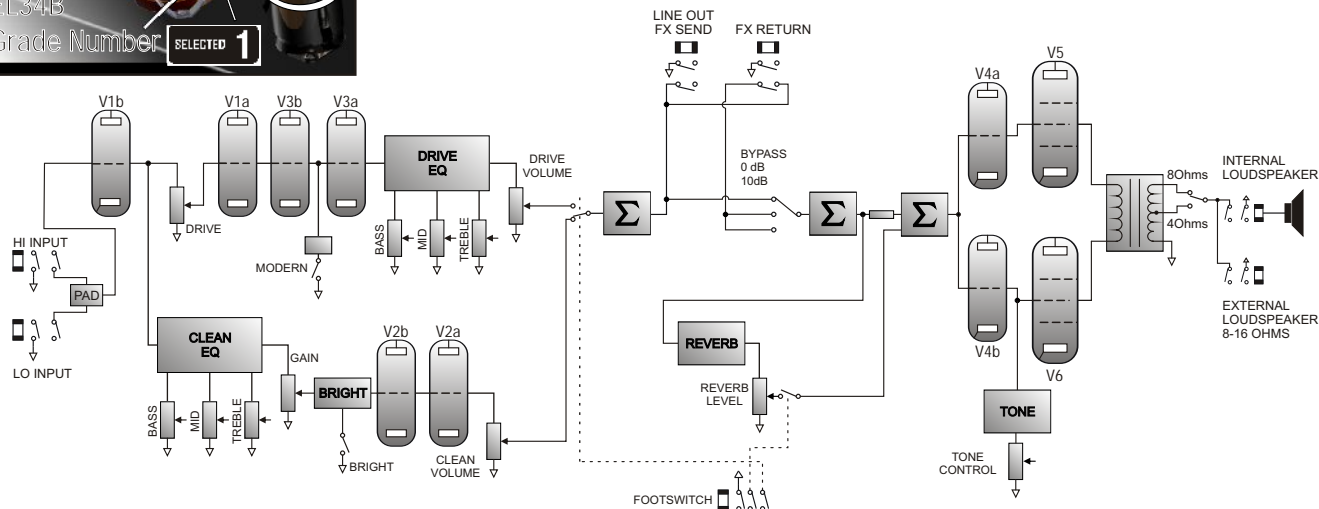 EL34B
Grade Number
SELECTED 1
LINE OUT
FX SEND
FX RETURN
V1b
V1a
V3b
V3a
V4a
V5
DRIVE
EQ
DRIVE
VOLUME
BYPASS
0 dB
10dB
INTERNAL
LOUDSPEAKER
8Ohms
4Ohms
Σ
Σ
Σ
DRIVE
BASS
MID
TREBLE
HI INPUT
MODERN
PAD
LO INPUT
CLEAN
EQ
GAIN
V2b
V2a
REVERB
V4b
V6
EXTERNAL
LOUDSPEAKER
8-16 OHMS
BRIGHT
REVERB
LEVEL
TONE
BASS
MID
TREBLE
BRIGHT
CLEAN
VOLUME
TONE
CONTROL
FOOTSWITCH